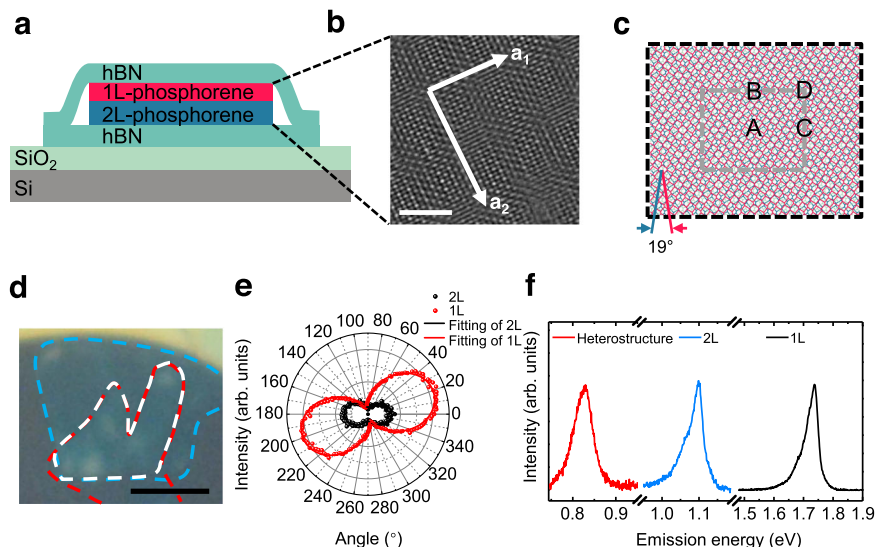 a
hBN
1L-phosphorene
2L-phosphorene
hBN
SiO₂
Si
b
a₁
a₂
c
B D
A C
19°
d
e
2L
1L
Fitting of 2L
Fitting of 1L
Intensity (arb. units)
0
20
40
60
80
100
120
140
160
180
200
220
240
260
280
300
320
340
Angle (°)
f
Heterostructure 2L 1L
Intensity (arb. units)
0.8 0.9 1.0 1.1 1.5 1.6 1.7 1.8 1.9
Emission energy (eV)